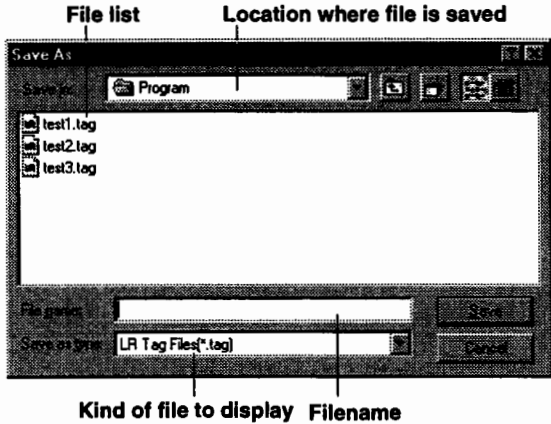 File list Location where file is saved
Save As
Save in: Program
test1.tag
test2.tag
test3.tag
File name:
Save
Save as type: LR Tag Files(*.tag)
Cancel
Kind of file to display Filename